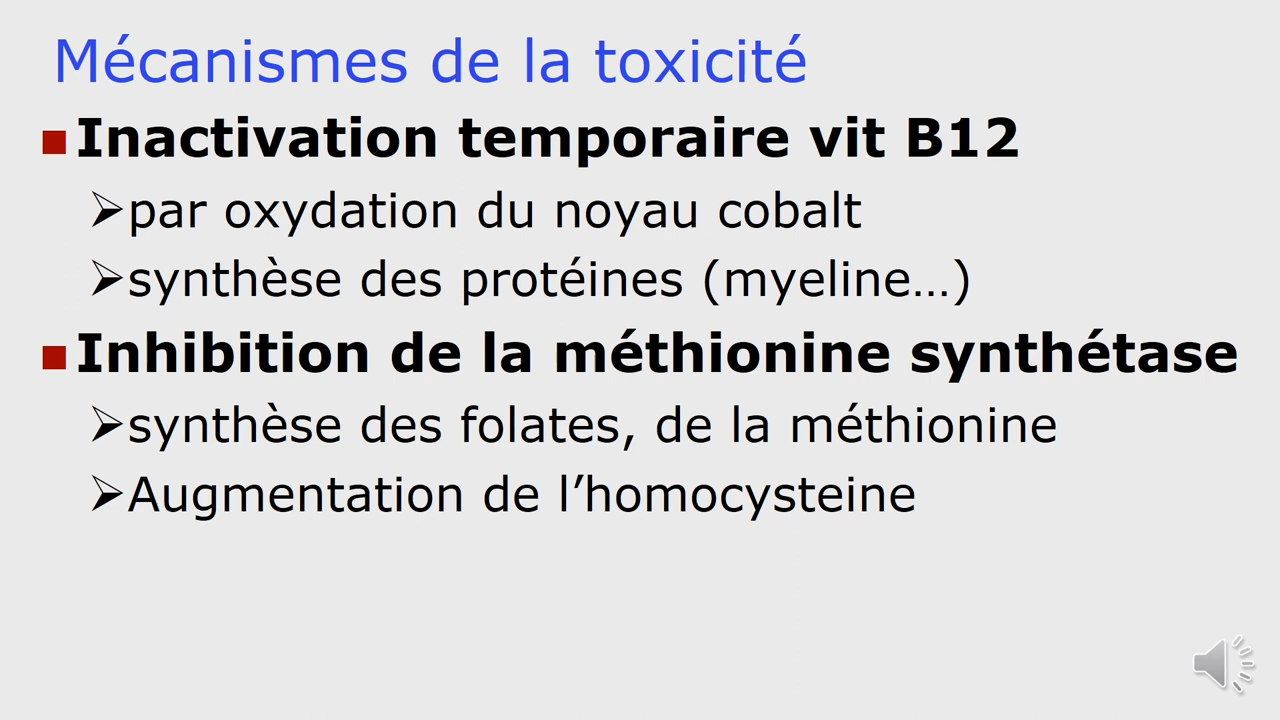 Mécanismes de la toxicité
Inactivation temporaire vit B12
par oxydation du noyau cobalt
synthèse des protéines (myeline…)
Inhibition de la méthionine synthétase
synthèse des folates, de la méthionine
Augmentation de l’homocysteine